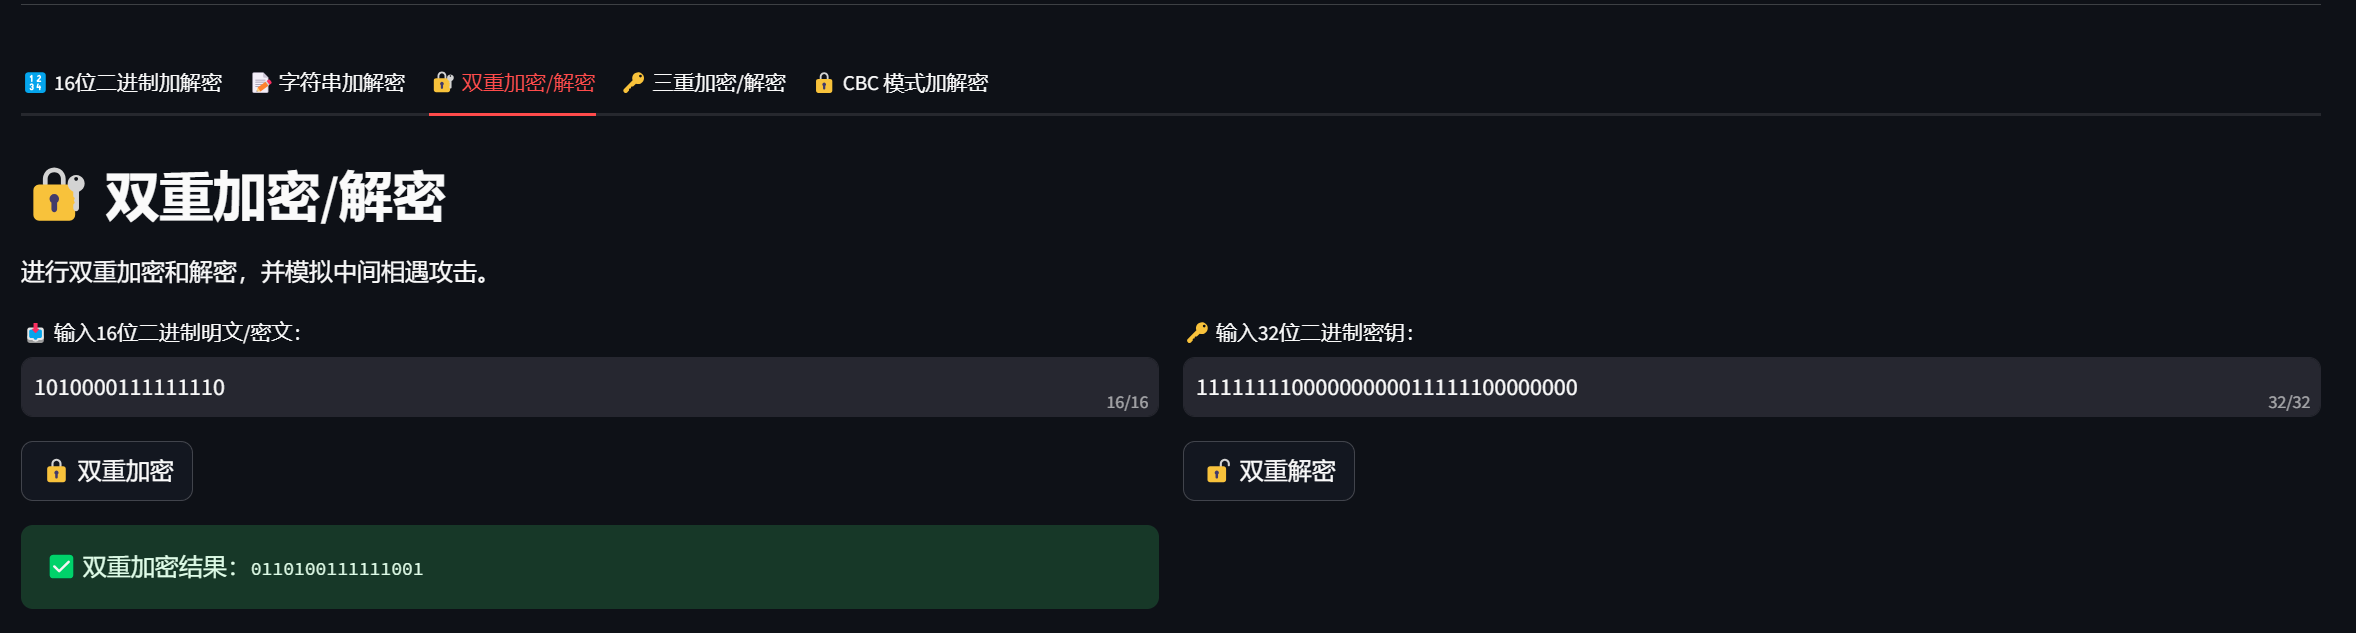 16位二进制加解密 字符串加解密 双重加密/解密 三重加密/解密 CBC 模式加解密
双重加密/解密
进行双重加密和解密，并模拟中间相遇攻击。
输入16位二进制明文/密文： 输入32位二进制密钥：
1010000111111110 16/16 11111111000000000011111100000000 32/32
双重加密 双重解密
双重加密结果： 0110100111111001